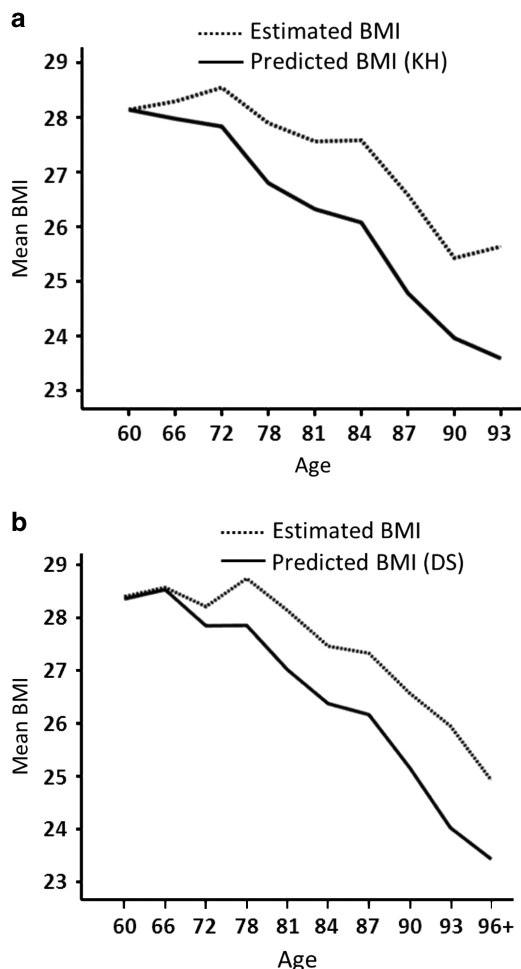 a
Estimated BMI
Predicted BMI (KH)
29
28
27
26
25
24
23
Mean BMI
60 66 72 78 81 84 87 90 93
Age
b
Estimated BMI
Predicted BMI (DS)
29
28
27
26
25
24
23
Mean BMI
60 66 72 78 81 84 87 90 93 96+
Age